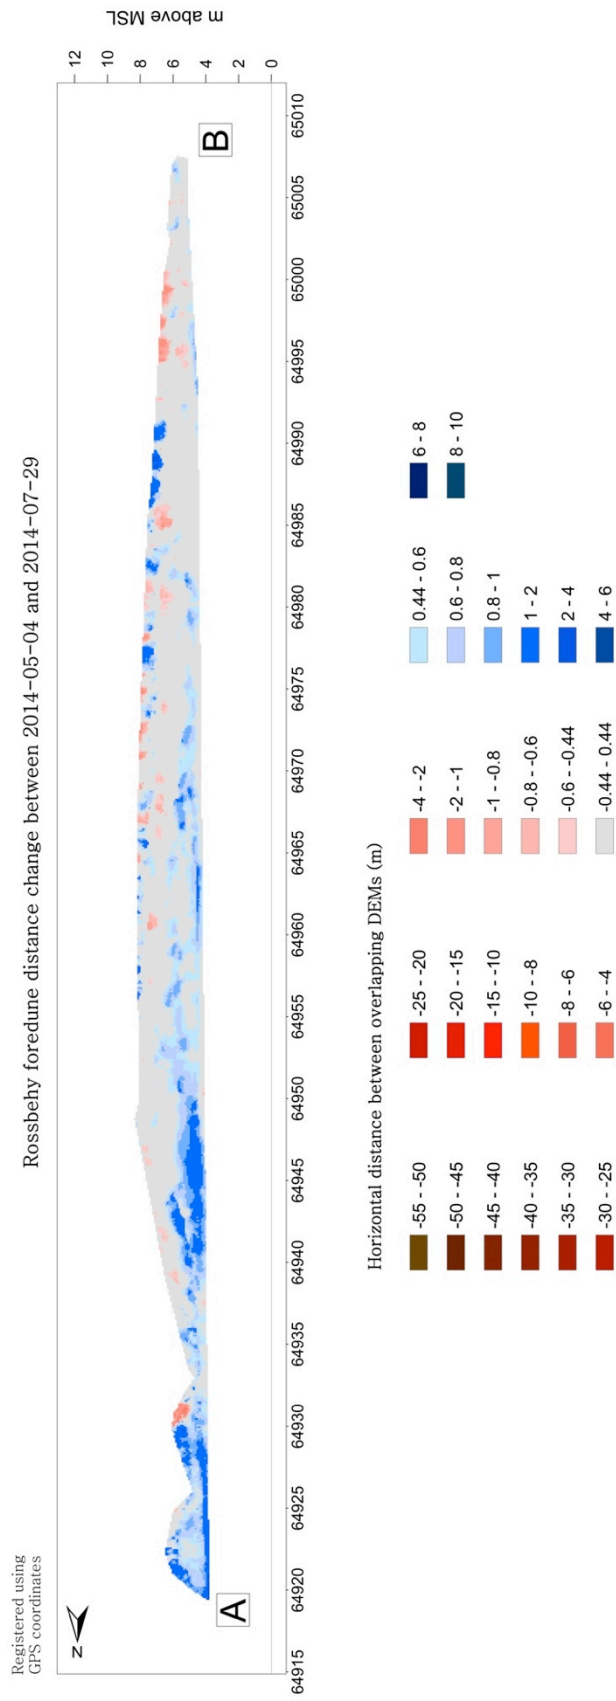 Registered using
GPS coordinates
Rossbehy foredune distance change between 2014-05-04 and 2014-07-29
N
A
B
m above MSL
12
10
8
6
4
2
0
64915 64920 64925 64930 64935 64940 64945 64950 64955 64960 64965 64970 64975 64980 64985 64990 64995 65000 65005 65010
Horizontal distance between overlapping DEMs (m)
-55 - -50 -25 - -20 -4 - -2 0.44 - 0.6 6 - 8
-50 - -45 -20 - -15 -2 - -1 0.6 - 0.8 8 - 10
-45 - -40 -15 - -10 -1 - -0.8 0.8 - 1
-40 - -35 -10 - -8 -0.8 - -0.6 1 - 2
-35 - -30 -8 - -6 -0.6 - -0.44 2 - 4
-30 - -25 -6 - -4 -0.44 - 0.44 4 - 6